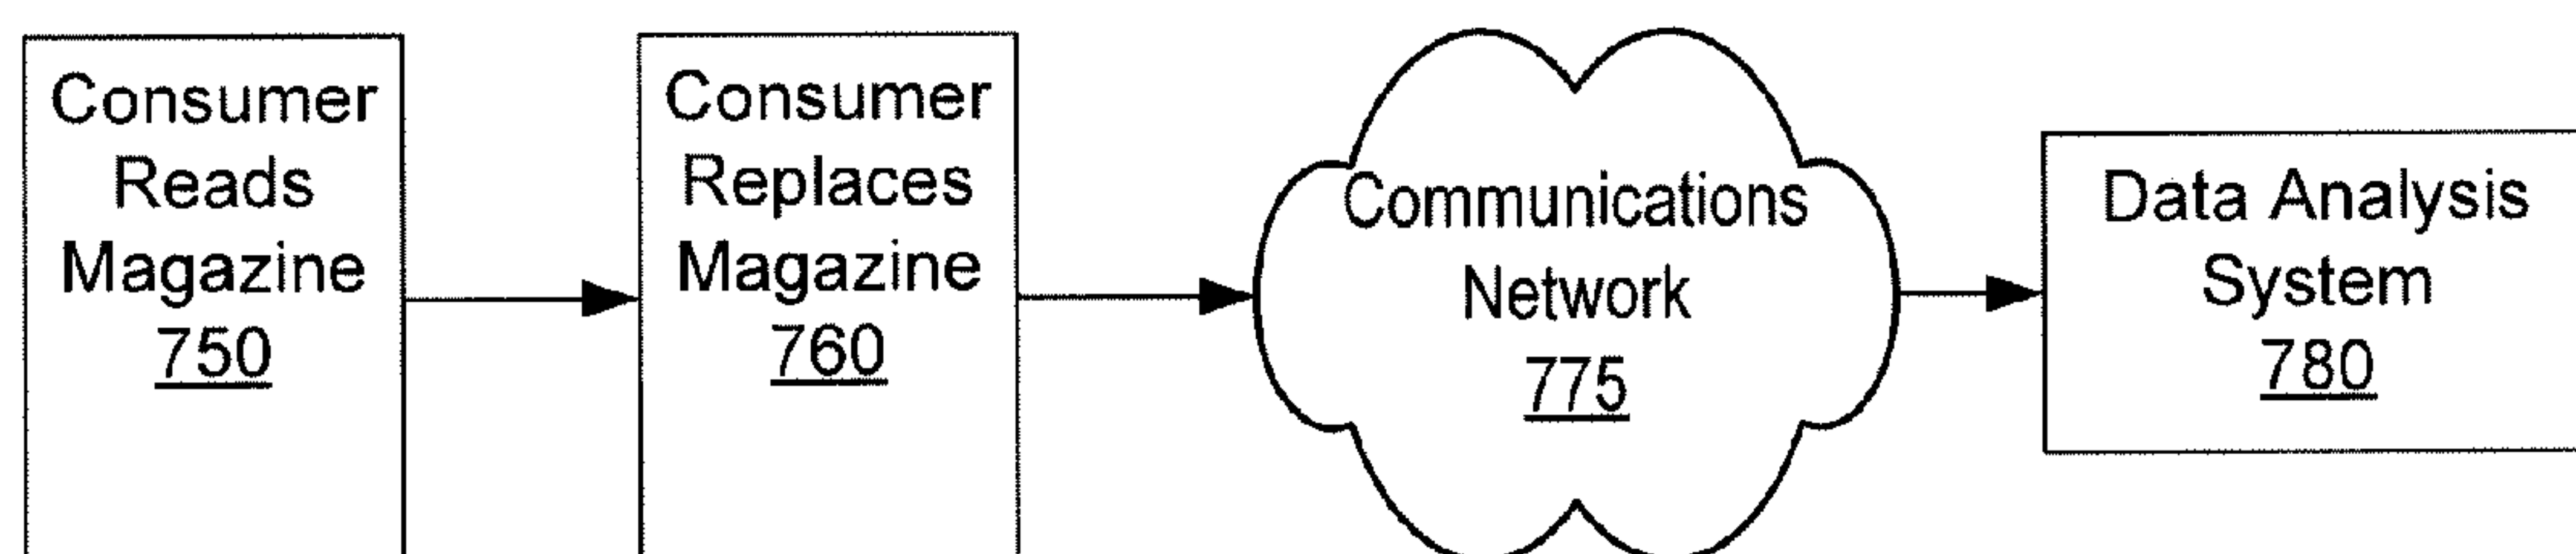 Consumer
Reads
Magazine
750
Consumer
Replaces
Magazine
760
Communications
Network
775
Data Analysis
System
780